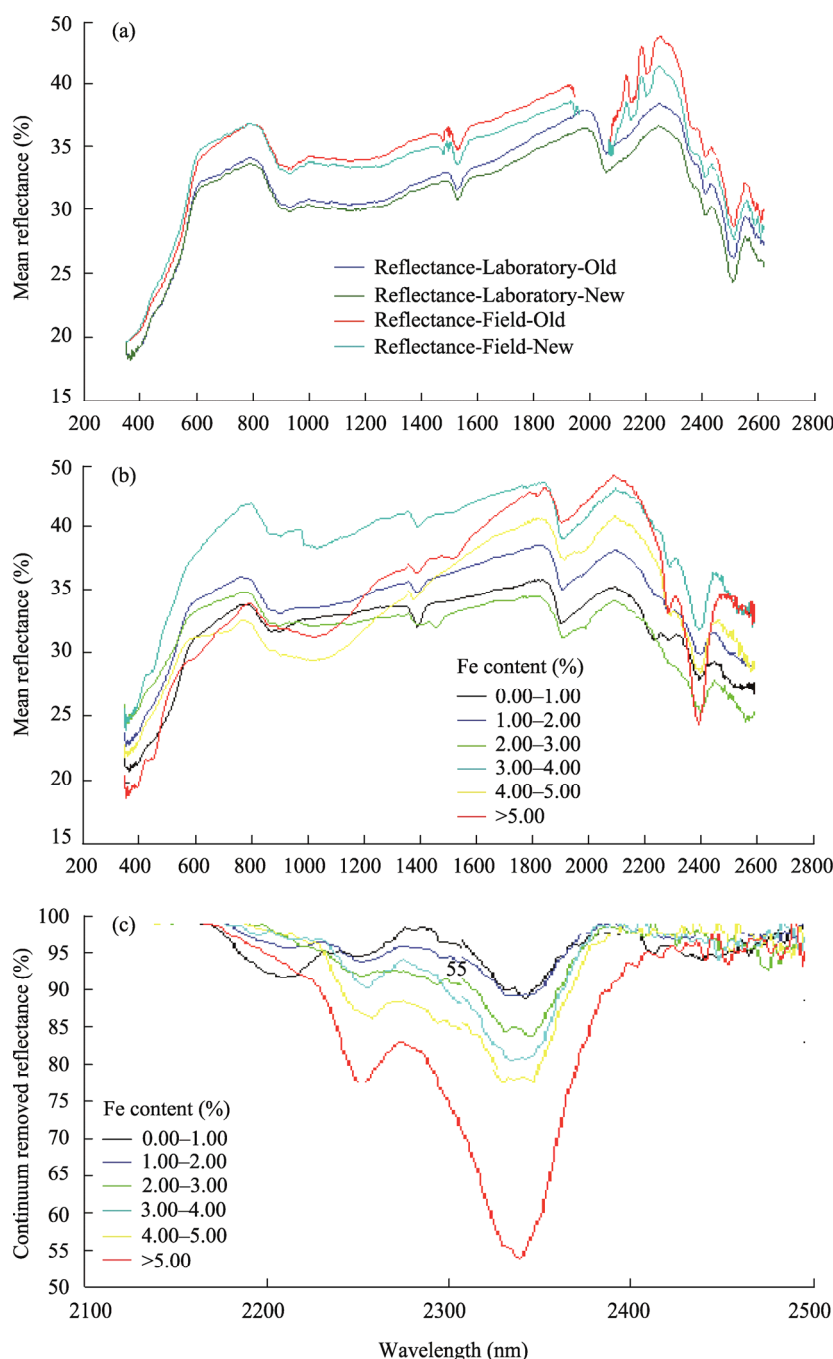 (a)
50
45
40
35
30
25
20
15
Mean reflectance (%)
Reflectance-Laboratory-Old
Reflectance-Laboratory-New
Reflectance-Field-Old
Reflectance-Field-New
200 400 600 800 1000 1200 1400 1600 1800 2000 2200 2400 2600 2800
(b)
50
45
40
35
30
25
20
15
Mean reflectance (%)
Fe content (%)
0.00–1.00
1.00–2.00
2.00–3.00
3.00–4.00
4.00–5.00
>5.00
200 400 600 800 1000 1200 1400 1600 1800 2000 2200 2400 2600 2800
(c)
100
95
90
85
80
75
70
65
60
55
50
Continuum removed reflectance (%)
55
Fe content (%)
0.00–1.00
1.00–2.00
2.00–3.00
3.00–4.00
4.00–5.00
>5.00
2100 2200 2300 2400 2500
Wavelength (nm)